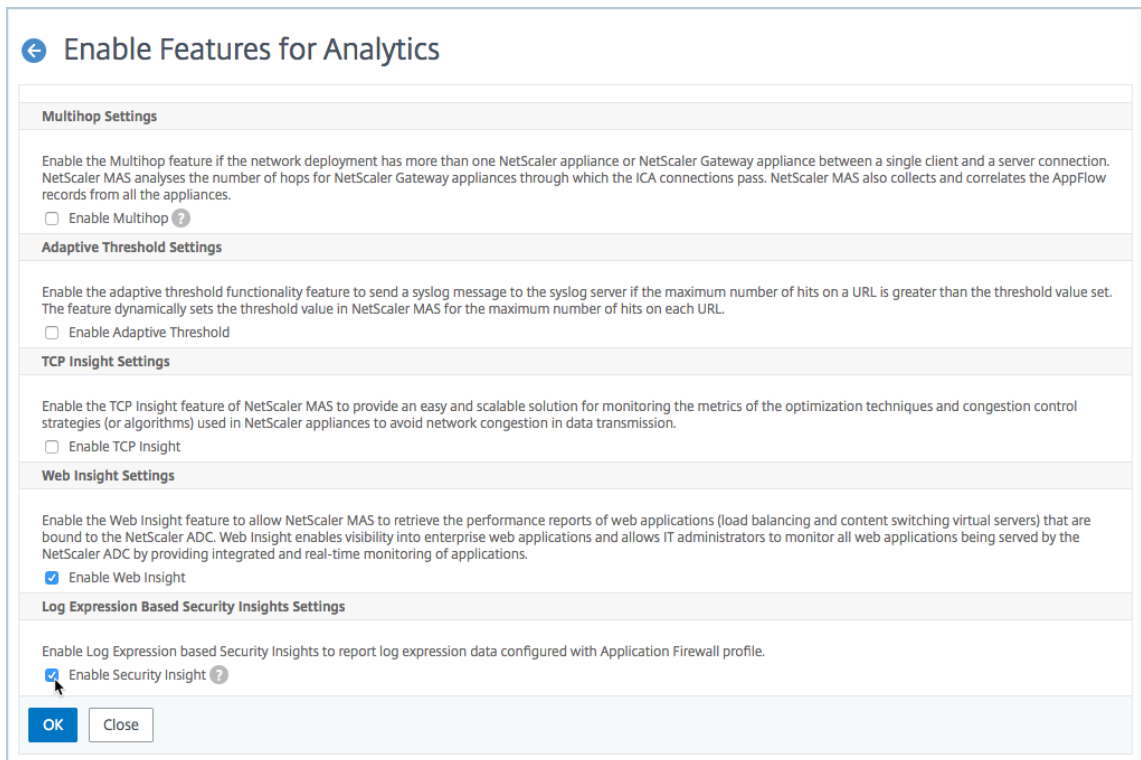 Enable Features for Analytics
Multihop Settings
Enable the Multihop feature if the network deployment has more than one NetScaler appliance or NetScaler Gateway appliance between a single client and a server connection.
NetScaler MAS analyses the number of hops for NetScaler Gateway appliances through which the ICA connections pass. NetScaler MAS also collects and correlates the AppFlow
records from all the appliances.
Enable Multihop ?
Adaptive Threshold Settings
Enable the adaptive threshold functionality feature to send a syslog message to the syslog server if the maximum number of hits on a URL is greater than the threshold value set.
The feature dynamically sets the threshold value in NetScaler MAS for the maximum number of hits on each URL.
Enable Adaptive Threshold
TCP Insight Settings
Enable the TCP Insight feature of NetScaler MAS to provide an easy and scalable solution for monitoring the metrics of the optimization techniques and congestion control
strategies (or algorithms) used in NetScaler appliances to avoid network congestion in data transmission.
Enable TCP Insight
Web Insight Settings
Enable the Web Insight feature to allow NetScaler MAS to retrieve the performance reports of web applications (load balancing and content switching virtual servers) that are
bound to the NetScaler ADC. Web Insight enables visibility into enterprise web applications and allows IT administrators to monitor all web applications being served by the
NetScaler ADC by providing integrated and real-time monitoring of applications.
Enable Web Insight
Log Expression Based Security Insights Settings
Enable Log Expression based Security Insights to report log expression data configured with Application Firewall profile.
Enable Security Insight ?
OK Close